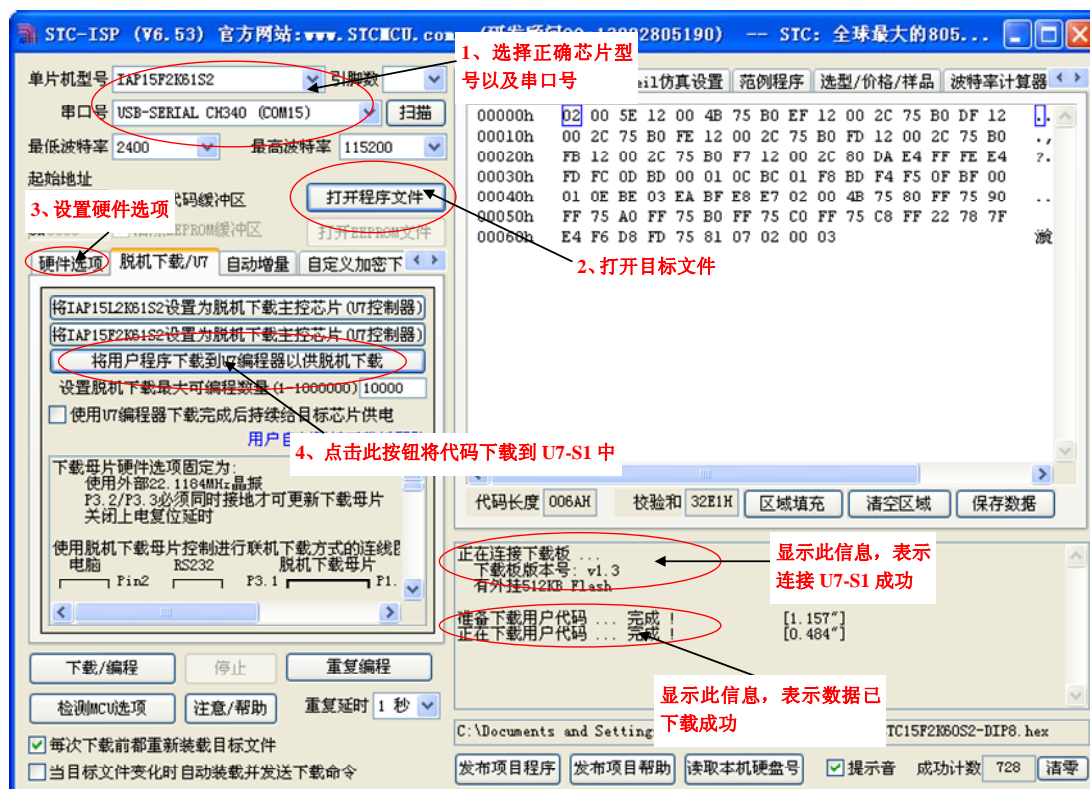 STC-ISP (V6.53) 官方网站:www.STCMCU.com
2805190) -- STC: 全球最大的805...
1、选择正确芯片型
号以及串口号
单片机型号 IAP15F2K61S2 引脚数
仿真设置 范例程序 选型/价格/样品 波特率计算器
串口号 USB-SERIAL CH340 (COM15) 扫描
最低波特率 2400 最高波特率 115200
起始地址
代码缓冲区 打开程序文件
EEPROM缓冲区 打开EEPROM文件
3、设置硬件选项
2、打开目标文件
00000h 02 00 5E 12 00 4B 75 B0 EF 12 00 2C 75 B0 DF 12 ..
00010h 00 2C 75 B0 FE 12 00 2C 75 B0 FD 12 00 2C 75 B0 .,
00020h FB 12 00 2C 75 B0 F7 12 00 2C 80 DA E4 FF FE E4 ?.
00030h FD FC 0D BD 00 01 0C BC 01 F8 BD F4 F5 0F BF 00
00040h 01 0E BE 03 EA BF E8 E7 02 00 4B 75 80 FF 75 90 ..
00050h FF 75 A0 FF 75 B0 FF 75 C0 FF 75 C8 FF 22 78 7F
00060h E4 F6 D8 FD 75 81 07 02 00 03
硬件选项 脱机下载/U7 自动增量 自定义加密下
将IAP15L2K61S2设置为脱机下载主控芯片(U7控制器)
将IAP15F2K61S2设置为脱机下载主控芯片(U7控制器)
将用户程序下载到U7编程器以供脱机下载
设置脱机下载最大可编程数量(1-1000000) 10000
使用U7编程器下载完成后持续给目标芯片供电
用户自
4、点击此按钮将代码下载到 U7-S1 中
下载母片硬件选项固定为:
使用外部22.1184MHz晶振
P3.2/P3.3必须同时接地才可更新下载母片
关闭上电复位延时
使用脱机下载母片控制进行联机下载方式的连线
电脑 RS232 脱机下载母片
Pin2 P3.1 P1.
代码长度 006AH 校验和 32E1H 区域填充 清空区域 保存数据
正在连接下载板 ...
下载板版本号: v1.3
有外挂512KB Flash
显示此信息，表示
连接 U7-S1 成功
准备下载用户代码 ... 完成 ! [1.157"]
正在下载用户代码 ... 完成 ! [0.484"]
显示此信息，表示数据已
下载成功
下载/编程 停止 重复编程
检测MCU选项 注意/帮助 重复延时 1 秒
C:\Documents and Setting TC15F2K60S2-DIP8.hex
每次下载前都重新装载目标文件
当目标文件变化时自动装载并发送下载命令
发布项目程序 发布项目帮助 读取本机硬盘号 提示音 成功计数 728 清零